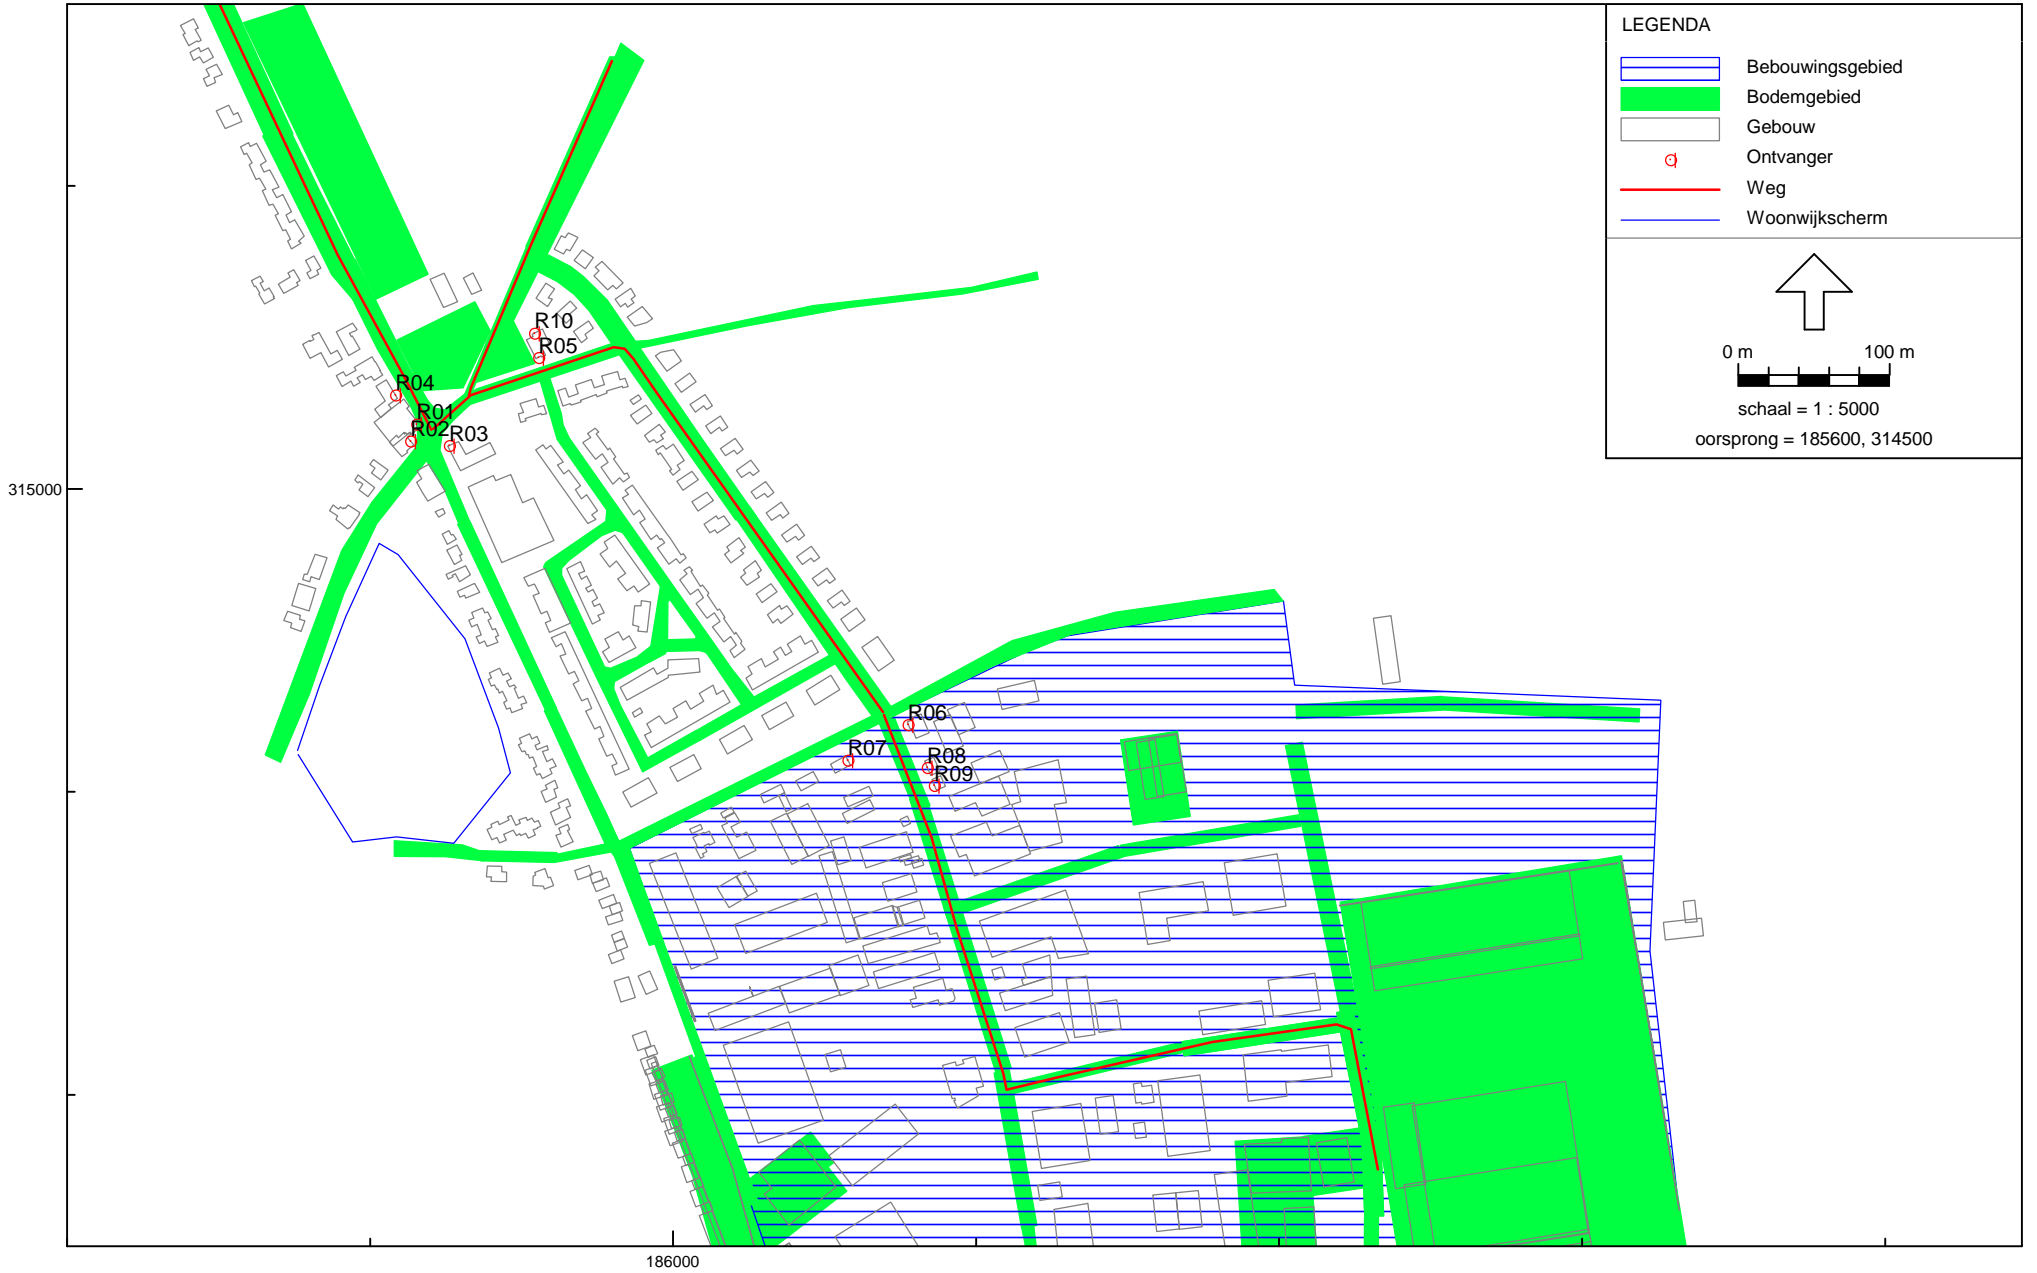 LEGENDA
Bebouwingsgebied
Bodemgebied
Gebouw
Ontvanger
Weg
Woonwijkscherm
0 m 100 m
schaal = 1 : 5000
oorsprong = 185600, 314500
R10
R05
R04
R01
R02 R03
315000
R06
R07 R08
R09
186000